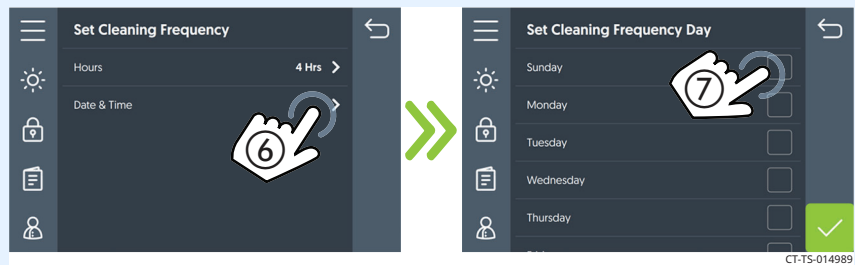 Set Cleaning Frequency
Hours 4 Hrs
Date & Time
6
Set Cleaning Frequency Day
Sunday
7
Monday
Tuesday
Wednesday
Thursday
CT-TS-014989